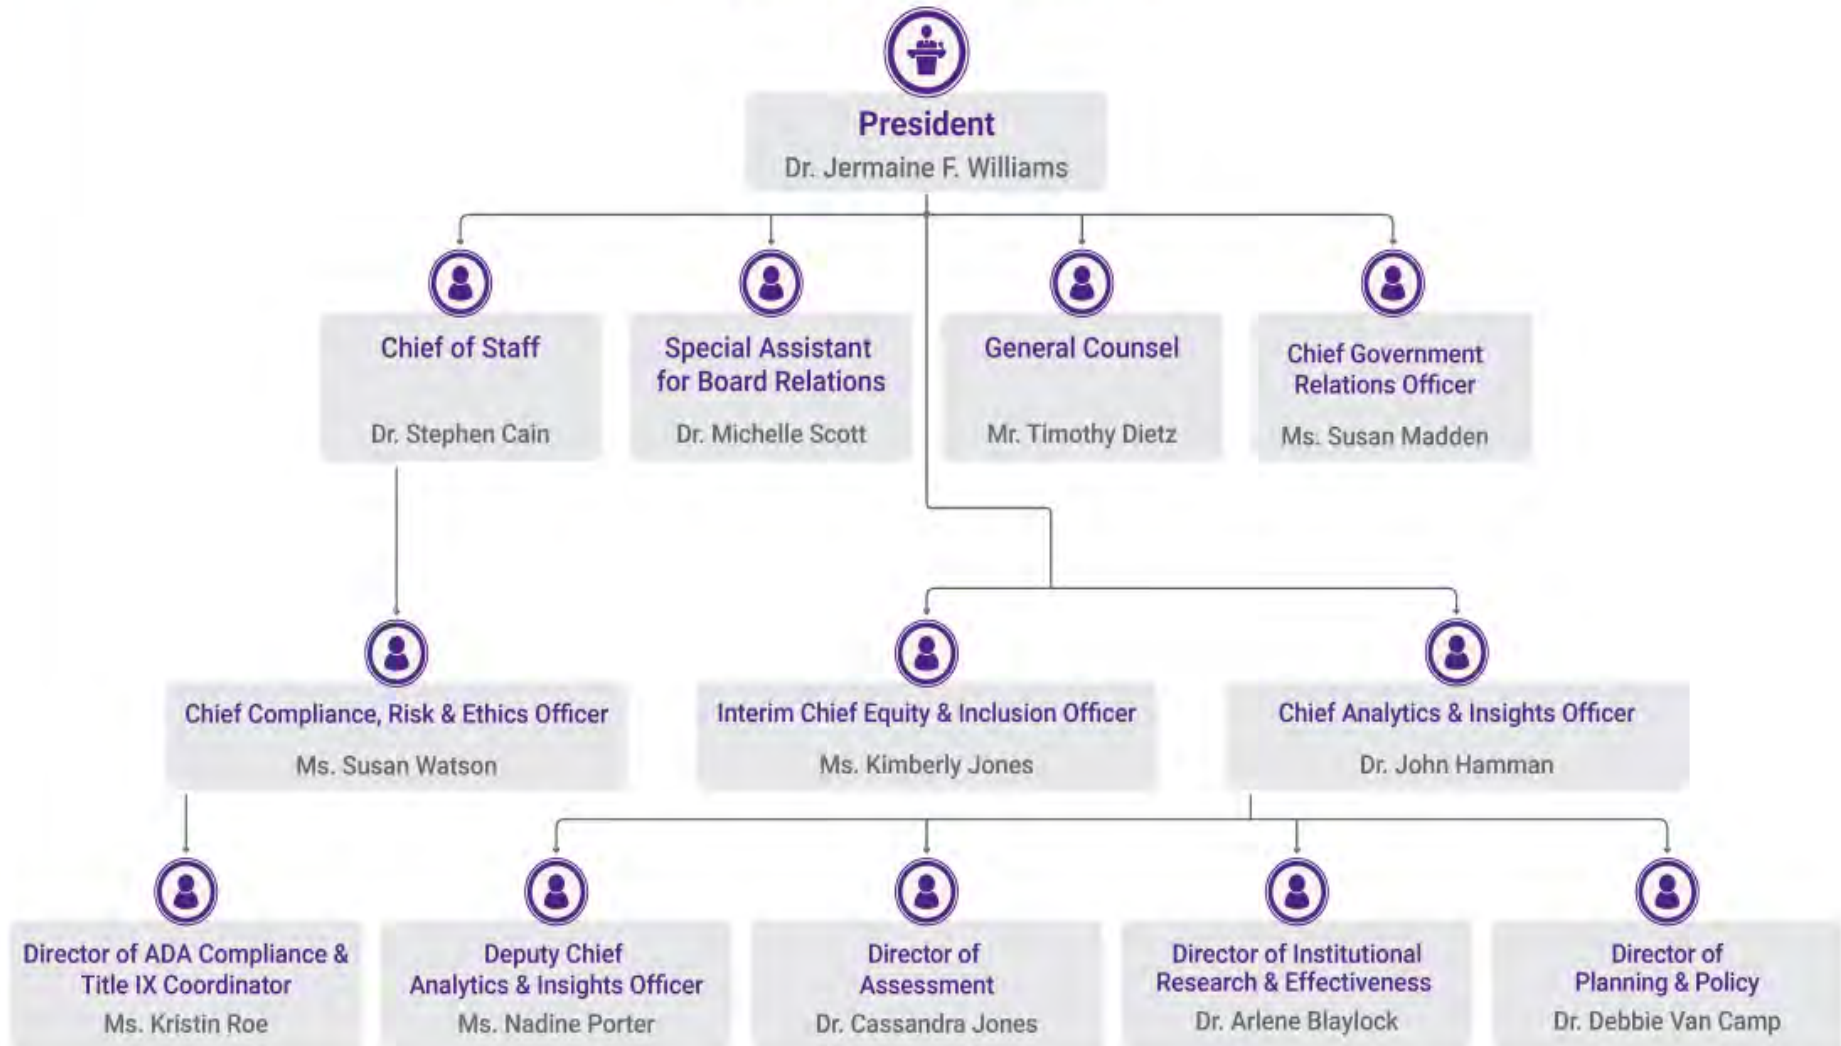 President
Dr. Jermaine F. Williams
Chief of Staff
Dr. Stephen Cain
Special Assistant
for Board Relations
Dr. Michelle Scott
General Counsel
Mr. Timothy Dietz
Chief Government
Relations Officer
Ms. Susan Madden
Chief Compliance, Risk & Ethics Officer
Ms. Susan Watson
Interim Chief Equity & Inclusion Officer
Ms. Kimberly Jones
Chief Analytics & Insights Officer
Dr. John Hamman
Director of ADA Compliance &
Title IX Coordinator
Ms. Kristin Roe
Deputy Chief
Analytics & Insights Officer
Ms. Nadine Porter
Director of
Assessment
Dr. Cassandra Jones
Director of Institutional
Research & Effectiveness
Dr. Arlene Blaylock
Director of
Planning & Policy
Dr. Debbie Van Camp